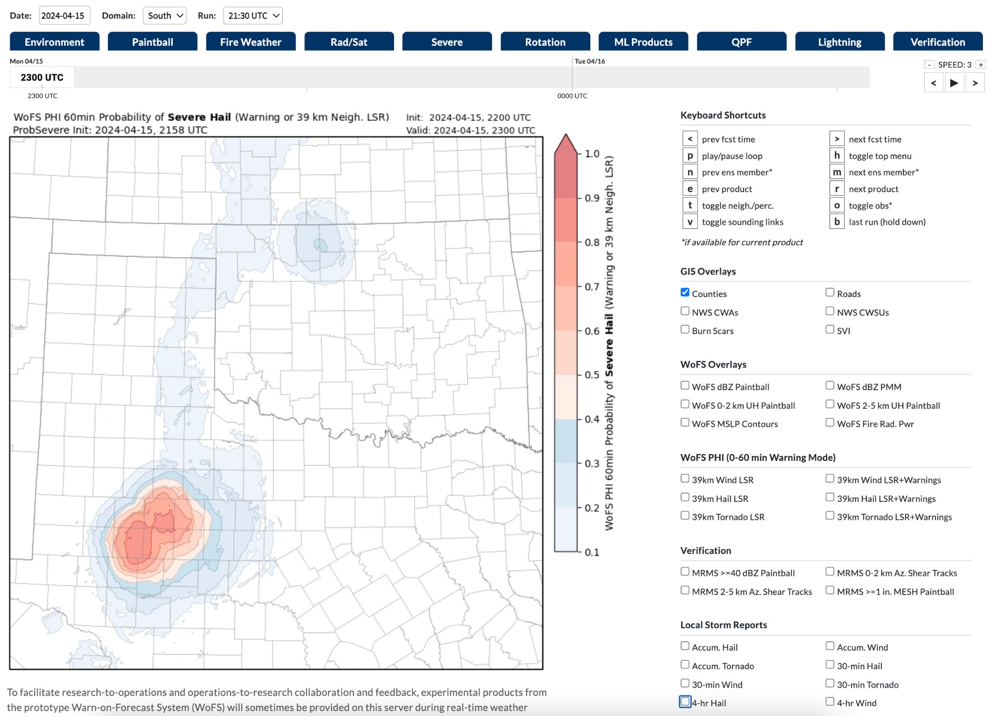 Date: 2024-04-15 Domain: South Run: 21:30 UTC
Environment Paintball Fire Weather Rad/Sat Severe Rotation ML Products QPF Lightning Verification
Mon 04/15 Tue 04/16
2300 UTC
2300 UTC 0000 UTC
- SPEED: 3 +
< ▶ >
WoFS PHI 60min Probability of Severe Hail (Warning or 39 km Neigh. LSR) Init: 2024-04-15, 2200 UTC
ProbSevere Init: 2024-04-15, 2158 UTC Valid: 2024-04-15, 2300 UTC
1.0
0.9
0.8
0.7
0.6
0.5
0.4
0.3
0.2
0.1
WoFS PHI 60min Probability of Severe Hail (Warning or 39 km Neigh. LSR)
Keyboard Shortcuts
< prev fcst time > next fcst time
p play/pause loop h toggle top menu
n prev ens member* m next ens member*
e prev product r next product
t toggle neigh./perc. o toggle obs*
v toggle sounding links b last run (hold down)
*if available for current product
GIS Overlays
Counties Roads
NWS CWAs NWS CWSUs
Burn Scars SVI
WoFS Overlays
WoFS dBZ Paintball WoFS dBZ PMM
WoFS 0-2 km UH Paintball WoFS 2-5 km UH Paintball
WoFS MSLP Contours WoFS Fire Rad. Pwr
WoFS PHI (0-60 min Warning Mode)
39km Wind LSR 39km Wind LSR+Warnings
39km Hail LSR 39km Hail LSR+Warnings
39km Tornado LSR 39km Tornado LSR+Warnings
Verification
MRMS >=40 dBZ Paintball MRMS 0-2 km Az. Shear Tracks
MRMS 2-5 km Az. Shear Tracks MRMS >=1 in. MESH Paintball
Local Storm Reports
Accum. Hail Accum. Wind
Accum. Tornado 30-min Hail
30-min Wind 30-min Tornado
4-hr Hail 4-hr Wind
To facilitate research-to-operations and operations-to-research collaboration and feedback, experimental products from
the prototype Warn-on-Forecast System (WoFS) will sometimes be provided on this server during real-time weather